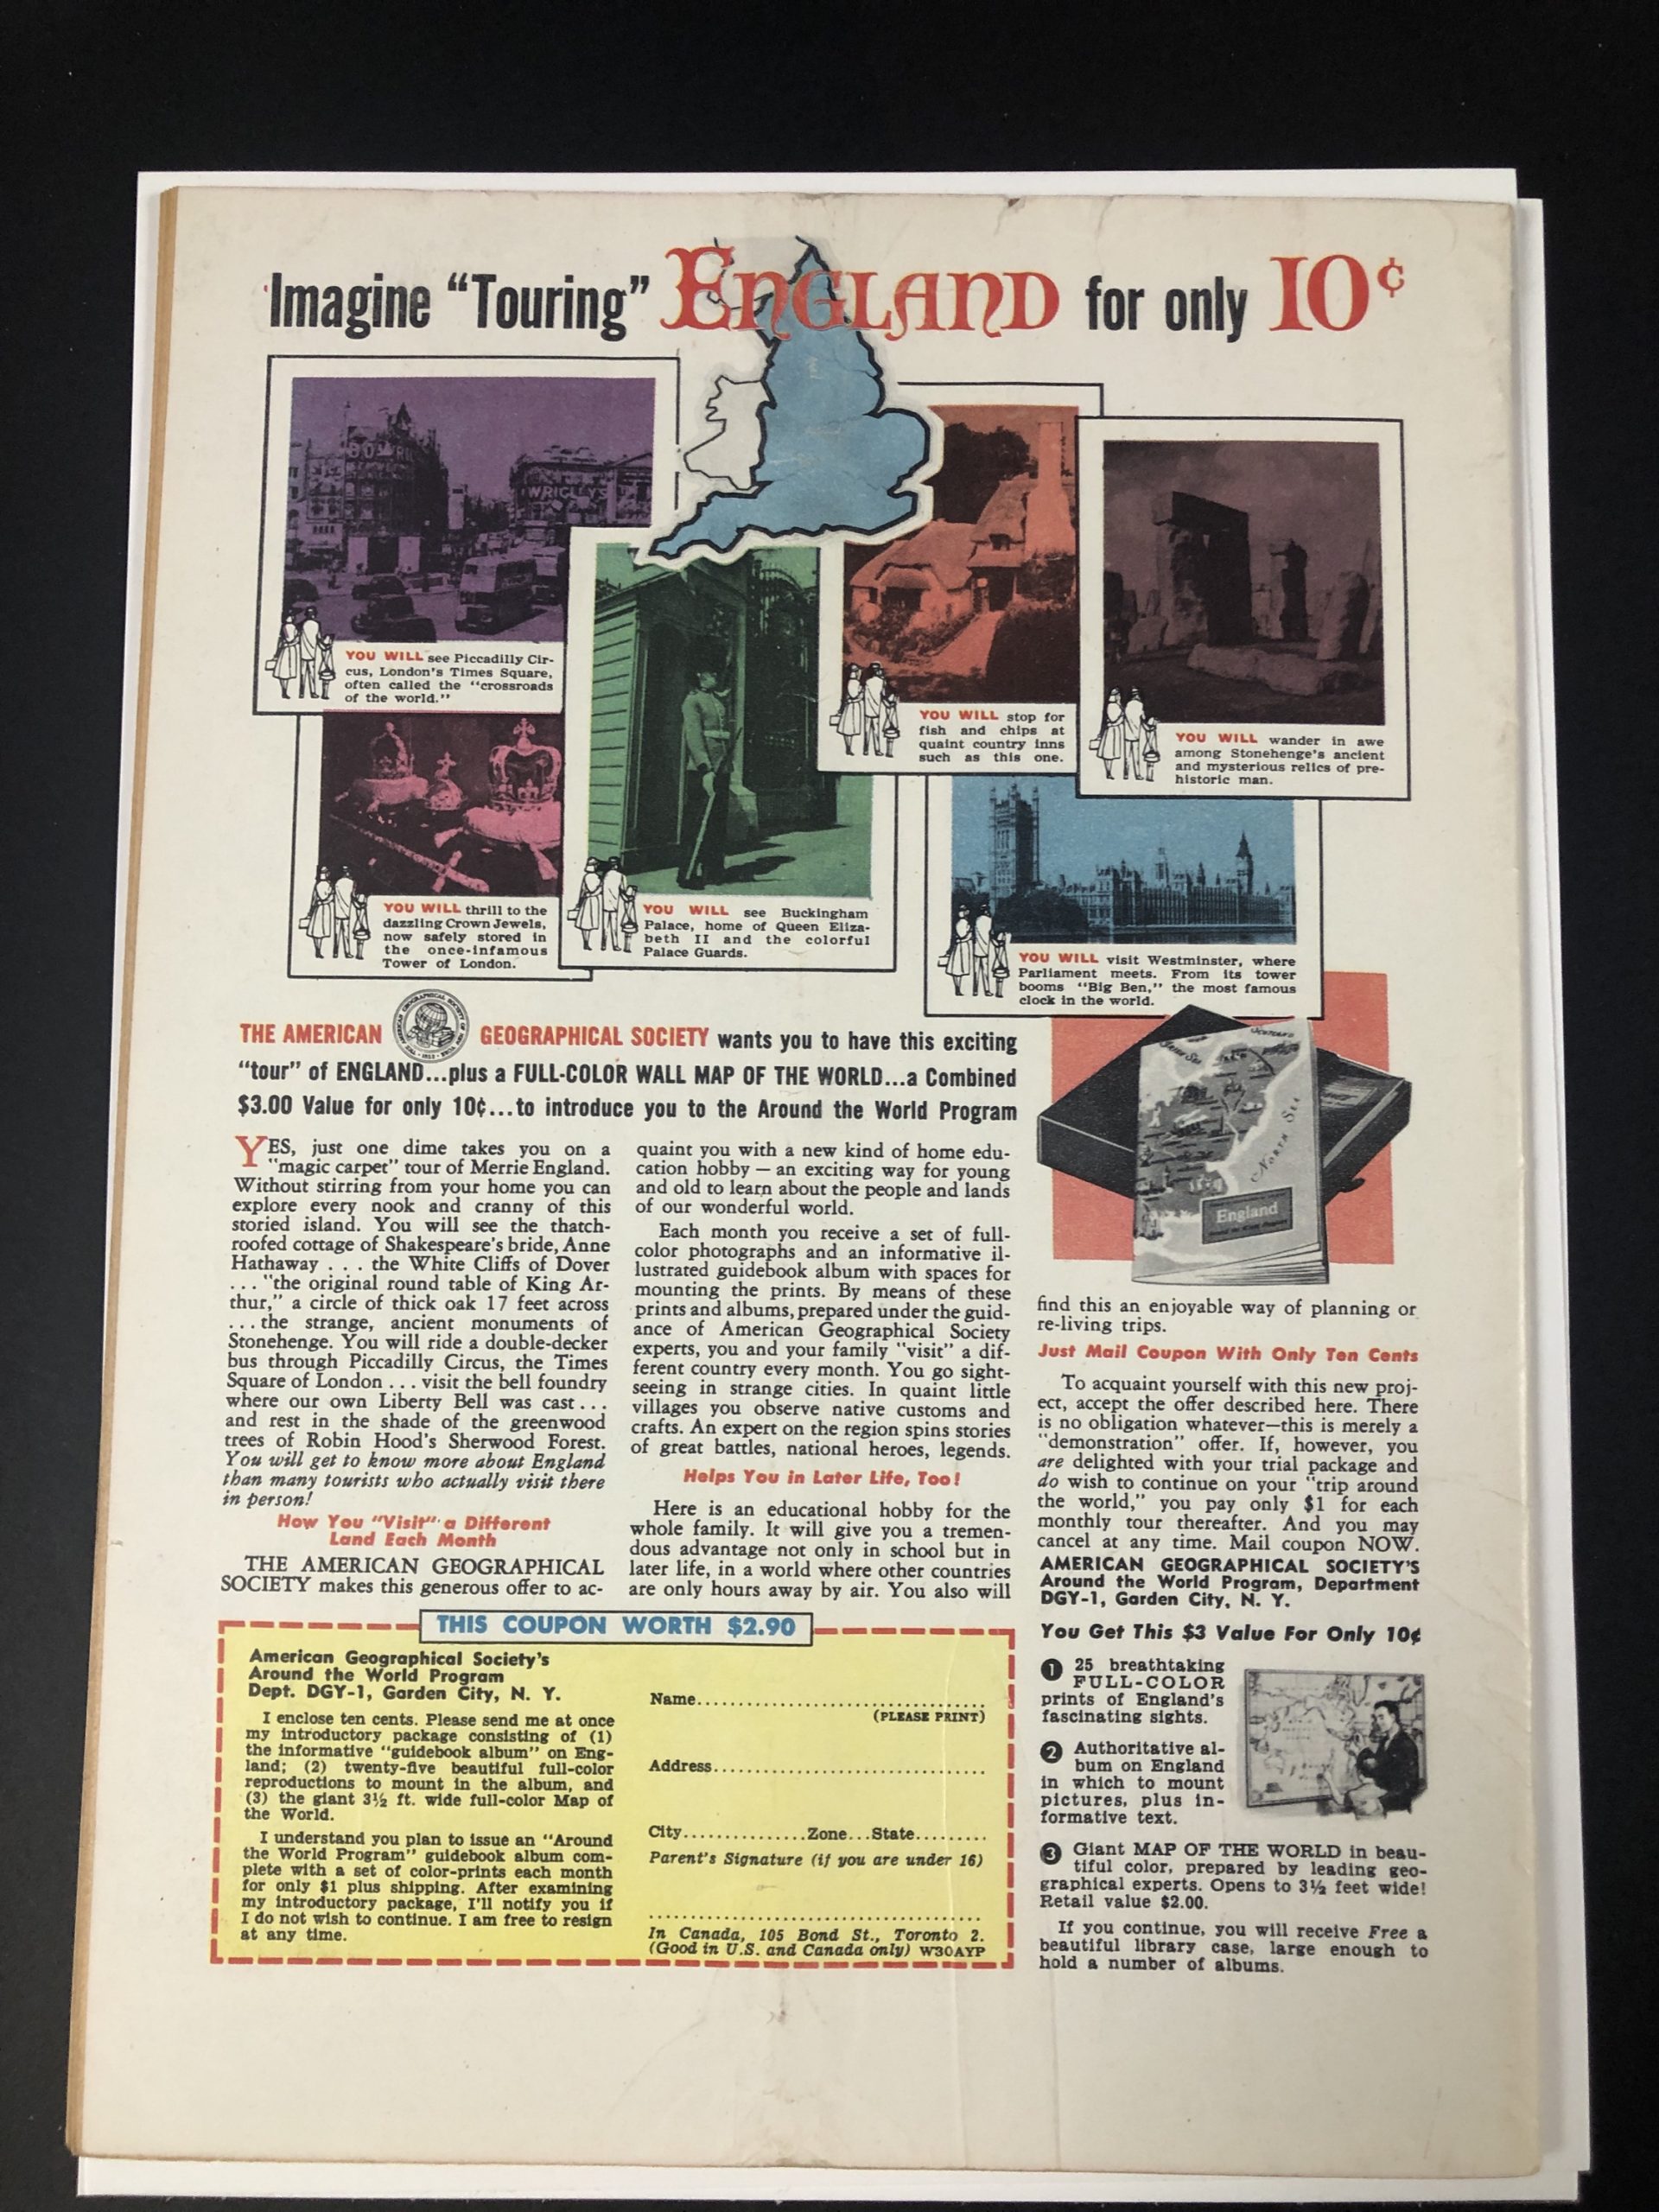 Imagine “Touring” ENGLAND for only 10¢
BOVRIL
WRIGLEY'S
YOU WILL see Piccadilly Cir-
cus, London's Times Square,
often called the “crossroads
of the world.”
YOU WILL stop for
fish and chips at
quaint country inns
such as this one.
YOU WILL wander in awe
among Stonehenge's ancient
and mysterious relics of pre-
historic man.
YOU WILL thrill to the
dazzling Crown Jewels,
now safely stored in
the once-infamous
Tower of London.
YOU WILL see Buckingham
Palace, home of Queen Eliza-
beth II and the colorful
Palace Guards.
YOU WILL visit Westminster, where
Parliament meets. From its tower
booms “Big Ben,” the most famous
clock in the world.
THE AMERICAN GEOGRAPHICAL SOCIETY wants you to have this exciting
“tour” of ENGLAND...plus a FULL-COLOR WALL MAP OF THE WORLD...a Combined
$3.00 Value for only 10¢...to introduce you to the Around the World Program
YES, just one dime takes you on a
“magic carpet” tour of Merrie England.
Without stirring from your home you can
explore every nook and cranny of this
storied island. You will see the thatch-
roofed cottage of Shakespeare's bride, Anne
Hathaway . . . the White Cliffs of Dover
. . . “the original round table of King Ar-
thur,” a circle of thick oak 17 feet across
. . . the strange, ancient monuments of
Stonehenge. You will ride a double-decker
bus through Piccadilly Circus, the Times
Square of London . . . visit the bell foundry
where our own Liberty Bell was cast . . .
and rest in the shade of the greenwood
trees of Robin Hood's Sherwood Forest.
You will get to know more about England
than many tourists who actually visit there
in person!
How You “Visit” a Different
Land Each Month
THE AMERICAN GEOGRAPHICAL
SOCIETY makes this generous offer to ac-
quaint you with a new kind of home edu-
cation hobby — an exciting way for young
and old to learn about the people and lands
of our wonderful world.
Each month you receive a set of full-
color photographs and an informative il-
lustrated guidebook album with spaces for
mounting the prints. By means of these
prints and albums, prepared under the guid-
ance of American Geographical Society
experts, you and your family “visit” a dif-
ferent country every month. You go sight-
seeing in strange cities. In quaint little
villages you observe native customs and
crafts. An expert on the region spins stories
of great battles, national heroes, legends.
Helps You in Later Life, Too!
Here is an educational hobby for the
whole family. It will give you a tremen-
dous advantage not only in school but in
later life, in a world where other countries
are only hours away by air. You also will
North Sea
England
find this an enjoyable way of planning or
re-living trips.
Just Mail Coupon With Only Ten Cents
To acquaint yourself with this new proj-
ect, accept the offer described here. There
is no obligation whatever—this is merely a
“demonstration” offer. If, however, you
are delighted with your trial package and
do wish to continue on your “trip around
the world,” you pay only $1 for each
monthly tour thereafter. And you may
cancel at any time. Mail coupon NOW.
AMERICAN GEOGRAPHICAL SOCIETY'S
Around the World Program, Department
DGY-1, Garden City, N. Y.
You Get This $3 Value For Only 10¢
1 25 breathtaking
FULL-COLOR
prints of England's
fascinating sights.
2 Authoritative al-
bum on England
in which to mount
pictures, plus in-
formative text.
3 Giant MAP OF THE WORLD in beau-
tiful color, prepared by leading geo-
graphical experts. Opens to 3½ feet wide!
Retail value $2.00.
If you continue, you will receive Free a
beautiful library case, large enough to
hold a number of albums.
THIS COUPON WORTH $2.90
American Geographical Society's
Around the World Program
Dept. DGY-1, Garden City, N. Y.
I enclose ten cents. Please send me at once
my introductory package consisting of (1)
the informative “guidebook album” on Eng-
land; (2) twenty-five beautiful full-color
reproductions to mount in the album, and
(3) the giant 3½ ft. wide full-color Map of
the World.
I understand you plan to issue an “Around
the World Program” guidebook album com-
plete with a set of color-prints each month
for only $1 plus shipping. After examining
my introductory package, I'll notify you if
I do not wish to continue. I am free to resign
at any time.
Name....................................
(PLEASE PRINT)
Address..................................
City...............Zone...State.........
Parent's Signature (if you are under 16)
..........................................
In Canada, 105 Bond St., Toronto 2.
(Good in U.S. and Canada only) W30AYP